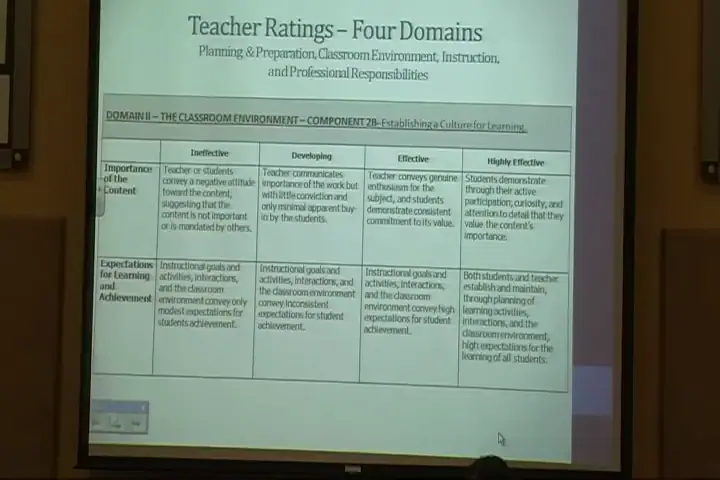 Teacher Ratings – Four Domains
Planning & Preparation, Classroom Environment, Instruction,
and Professional Responsibilities
DOMAIN II – THE CLASSROOM ENVIRONMENT – COMPONENT 2B- Establishing a Culture for Learning.
Ineffective
Developing
Effective
Highly Effective
Importance
of the
Content
Teacher or students
convey a negative attitude
toward the content,
suggesting that the
content is not important
or is mandated by others.
Teacher communicates
importance of the work but
with little conviction and
only minimal apparent buy-
in by the students.
Teacher conveys genuine
enthusiasm for the
subject, and students
demonstrate consistent
commitment to its value.
Students demonstrate
through their active
participation, curiosity, and
attention to detail that they
value the content's
importance.
Expectations
for Learning
and
Achievement
Instructional goals and
activities, interactions,
and the classroom
environment convey only
modest expectations for
students achievement.
Instructional goals and
activities, interactions, and
the classroom environment
convey inconsistent
expectations for student
achievement.
Instructional goals and
activities, interactions,
and the classroom
environment convey high
expectations for student
achievement.
Both students and teacher
establish and maintain,
through planning of
learning activities,
interactions, and the
classroom environment,
high expectations for the
learning of all students.